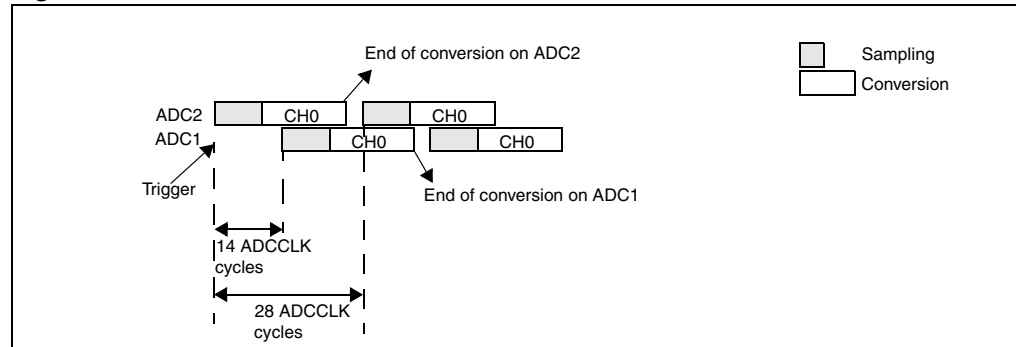 End of conversion on ADC2
Sampling
Conversion
ADC2
CH0
CH0
ADC1
CH0
CH0
Trigger
End of conversion on ADC1
14 ADCCLK
cycles
28 ADCCLK
cycles